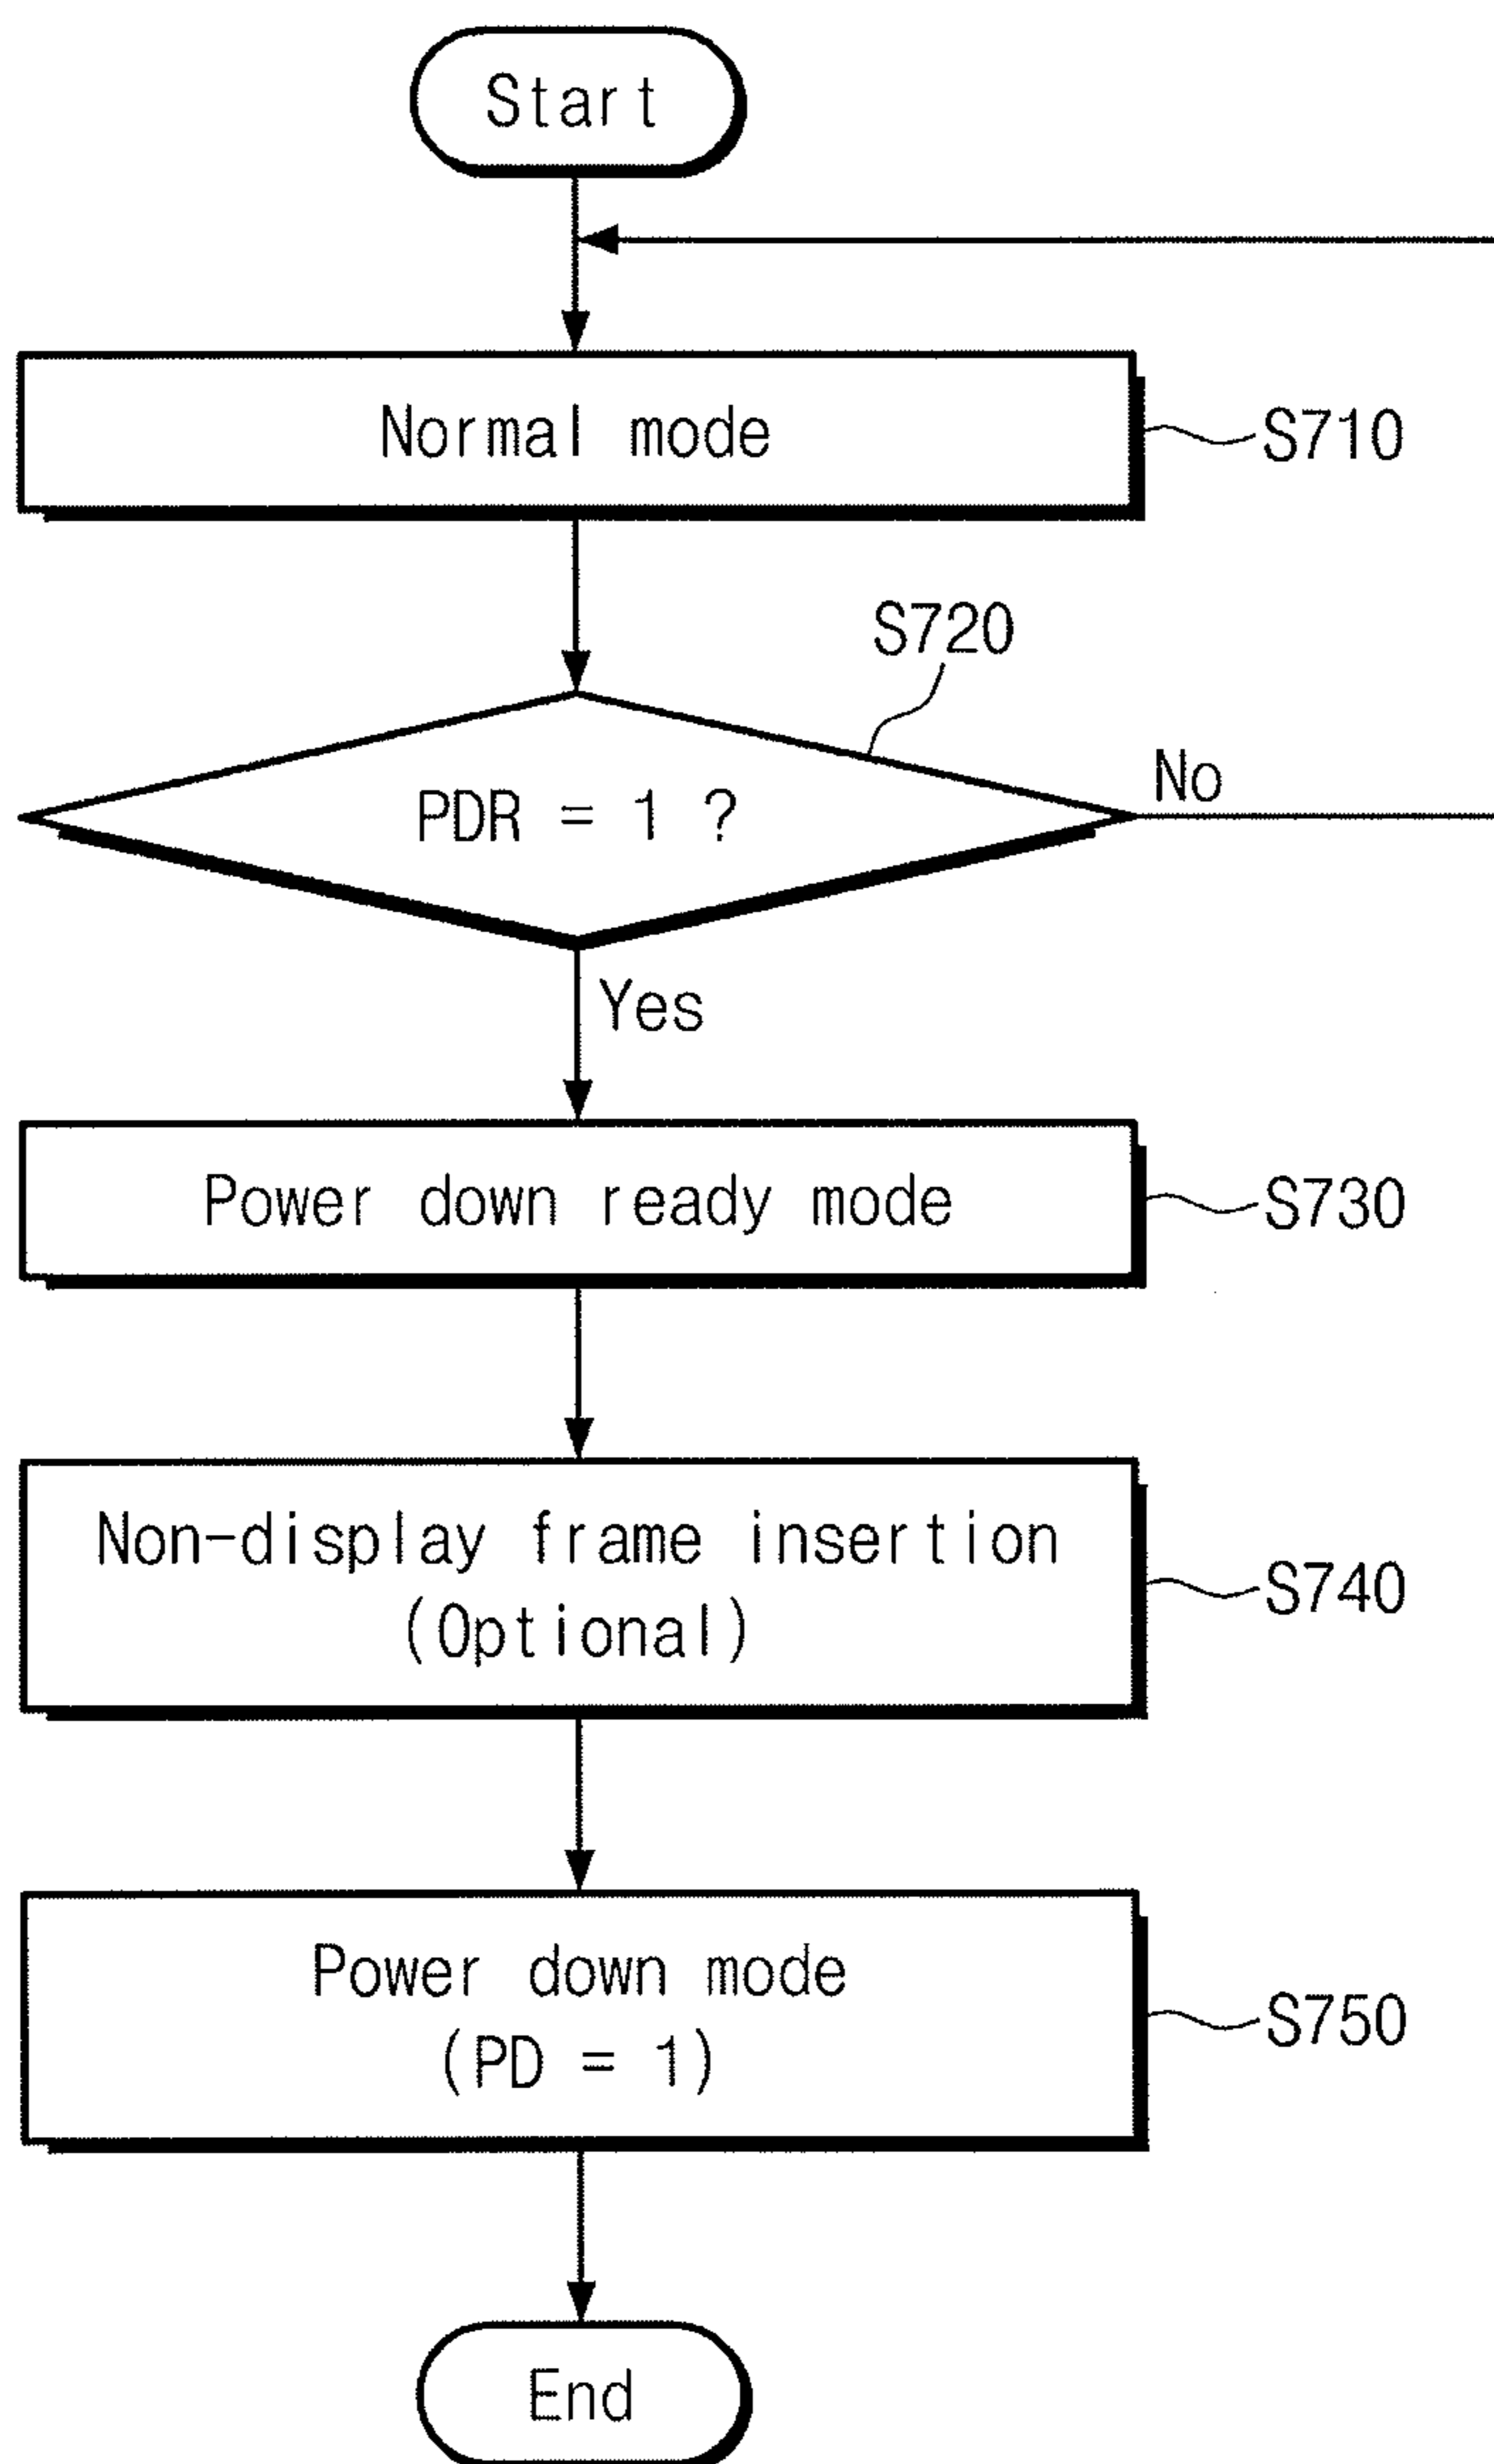 Start
Normal mode
S710
S720
PDR = 1 ?
No
Yes
Power down ready mode
S730
Non-display frame insertion
(Optional)
S740
Power down mode
(PD = 1)
S750
End